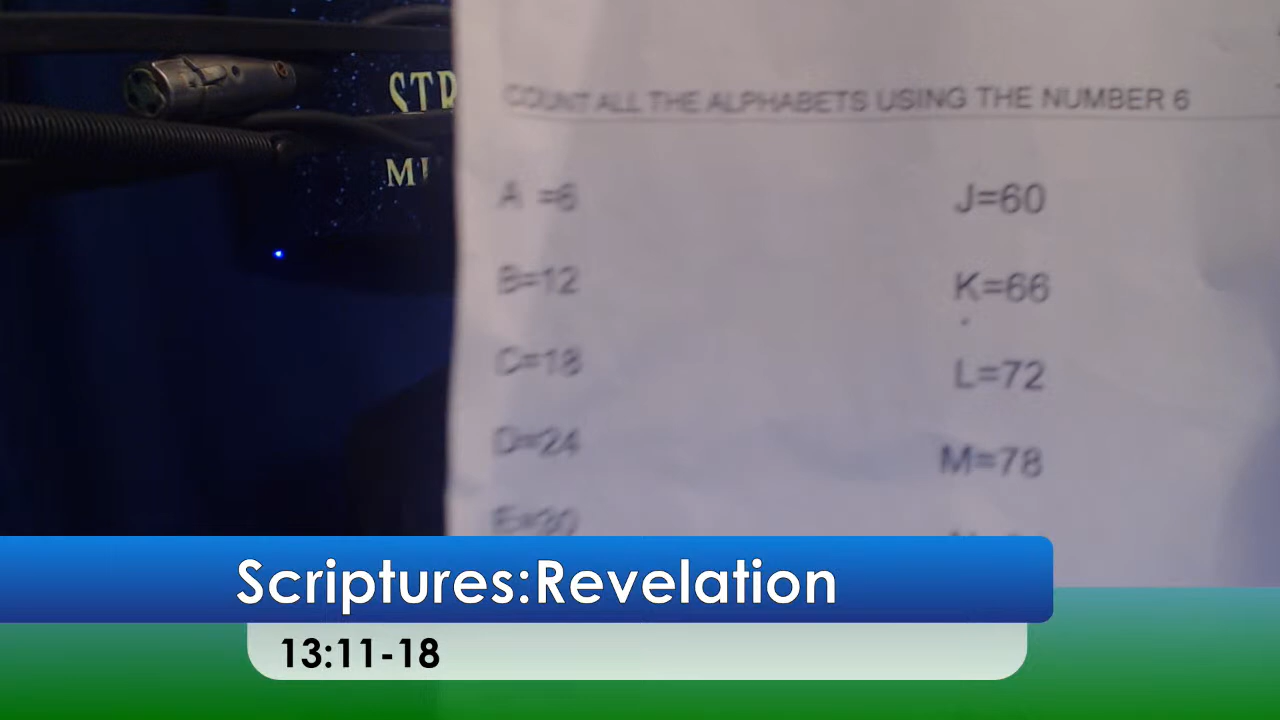 STR
MI
COUNT ALL THE ALPHABETS USING THE NUMBER 6
A =6
J=60
B=12
K=66
C=18
L=72
D=24
M=78
E=30
Scriptures:Revelation
13:11-18